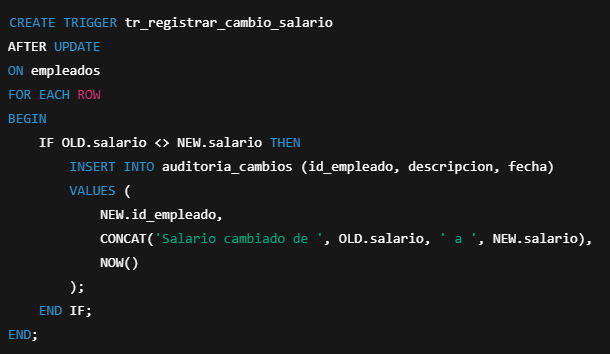 CREATE TRIGGER tr_registrar_cambio_salario
AFTER UPDATE
ON empleados
FOR EACH ROW
BEGIN
    IF OLD.salario <> NEW.salario THEN
        INSERT INTO auditoria_cambios (id_empleado, descripcion, fecha)
        VALUES (
            NEW.id_empleado,
            CONCAT('Salario cambiado de ', OLD.salario, ' a ', NEW.salario),
            NOW()
        );
    END IF;
END;